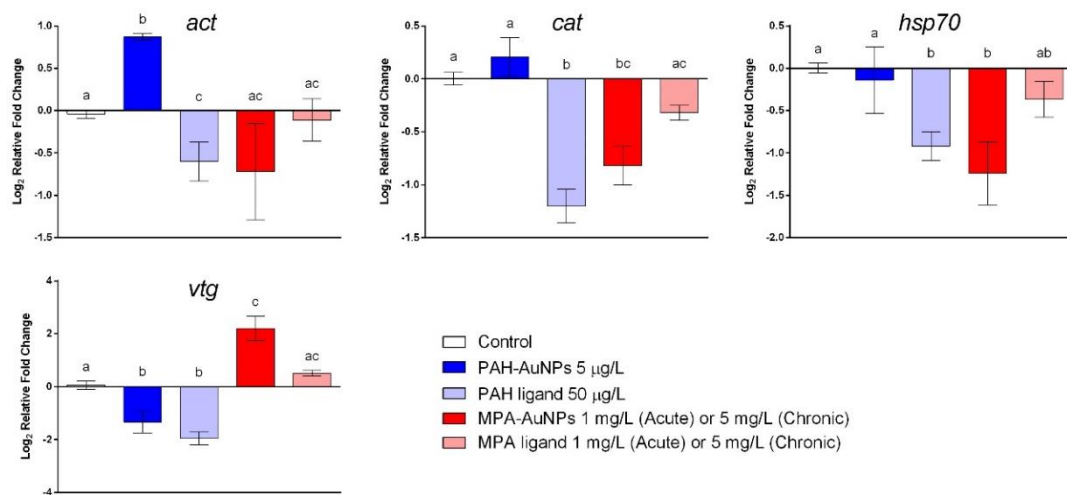 act
Log2 Relative Fold Change
1.0
0.5
0.0
-0.5
-1.0
-1.5
a
b
c
ac
ac
cat
Log2 Relative Fold Change
0.5
0.0
-0.5
-1.0
-1.5
a
a
b
bc
ac
hsp70
Log2 Relative Fold Change
0.5
0.0
-0.5
-1.0
-1.5
-2.0
a
a
b
b
ab
vtg
Log2 Relative Fold Change
4
2
0
-2
-4
a
b
b
c
ac
Control
PAH-AuNPs 5 μg/L
PAH ligand 50 μg/L
MPA-AuNPs 1 mg/L (Acute) or 5 mg/L (Chronic)
MPA ligand 1 mg/L (Acute) or 5 mg/L (Chronic)